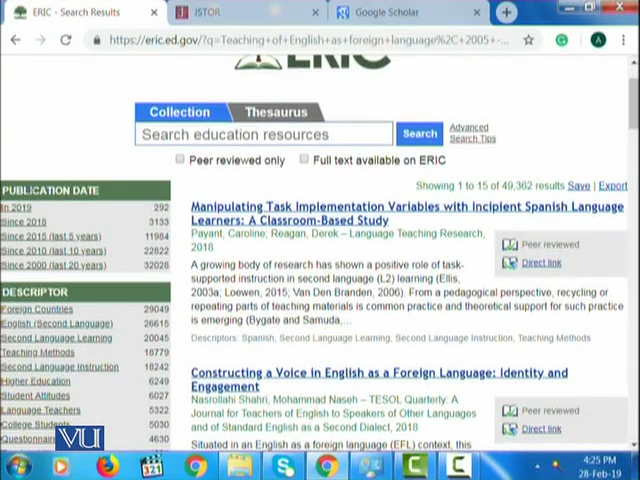 ERIC - Search Results
JSTOR
Google Scholar
https://eric.ed.gov/?q=Teaching+of+English+as+foreign+language%2C+2005+-...
A
ERIC
Collection
Thesaurus
Search education resources
Search
Advanced
Search Tips
Peer reviewed only
Full text available on ERIC
Showing 1 to 15 of 49,362 results Save | Export
PUBLICATION DATE
In 2019 292
Since 2018 3133
Since 2015 (last 5 years) 11984
Since 2010 (last 10 years) 22822
Since 2000 (last 20 years) 32026
DESCRIPTOR
Foreign Countries 29049
English (Second Language) 26615
Second Language Learning 20045
Teaching Methods 18779
Second Language Instruction 18242
Higher Education 6249
Student Attitudes 6027
Language Teachers 5322
College Students 5030
Questionnai 4630
Manipulating Task Implementation Variables with Incipient Spanish Language
Learners: A Classroom-Based Study
Payant, Caroline; Reagan, Derek – Language Teaching Research,
2018
Peer reviewed
Direct link
A growing body of research has shown a positive role of task-
supported instruction in second language (L2) learning (Ellis,
2003a; Loewen, 2015; Van Den Branden, 2006). From a pedagogical perspective, recycling or
repeating parts of teaching materials is common practice and theoretical support for such practice
is emerging (Bygate and Samuda,...
Descriptors: Spanish, Second Language Learning, Second Language Instruction, Teaching Methods
Constructing a Voice in English as a Foreign Language: Identity and
Engagement
Nasrollahi Shahri, Mohammad Naseh – TESOL Quarterly: A
Journal for Teachers of English to Speakers of Other Languages
and of Standard English as a Second Dialect, 2018
Peer reviewed
Direct link
Situated in an English as a foreign language (EFL) context, this
VU
321
4:25 PM
28-Feb-19